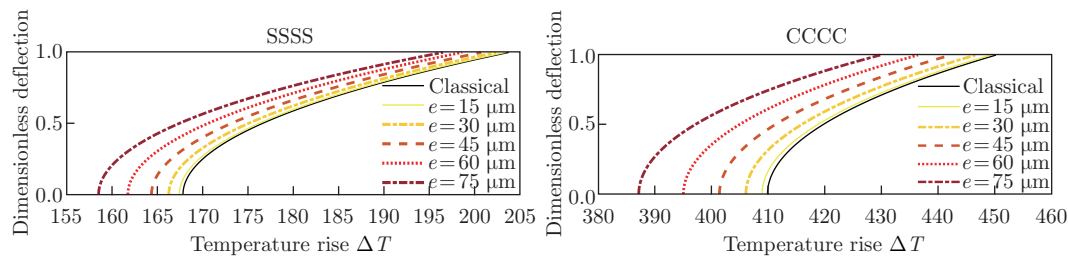 SSSS
Dimensionless deflection
1.0
0.5
0
Classical
e=15 μm
e=30 μm
e=45 μm
e=60 μm
e=75 μm
155 160 165 170 175 180 185 190 195 200 205
Temperature rise ΔT
CCCC
Dimensionless deflection
1.0
0.5
0
Classical
e=15 μm
e=30 μm
e=45 μm
e=60 μm
e=75 μm
380 390 400 410 420 430 440 450 460
Temperature rise ΔT